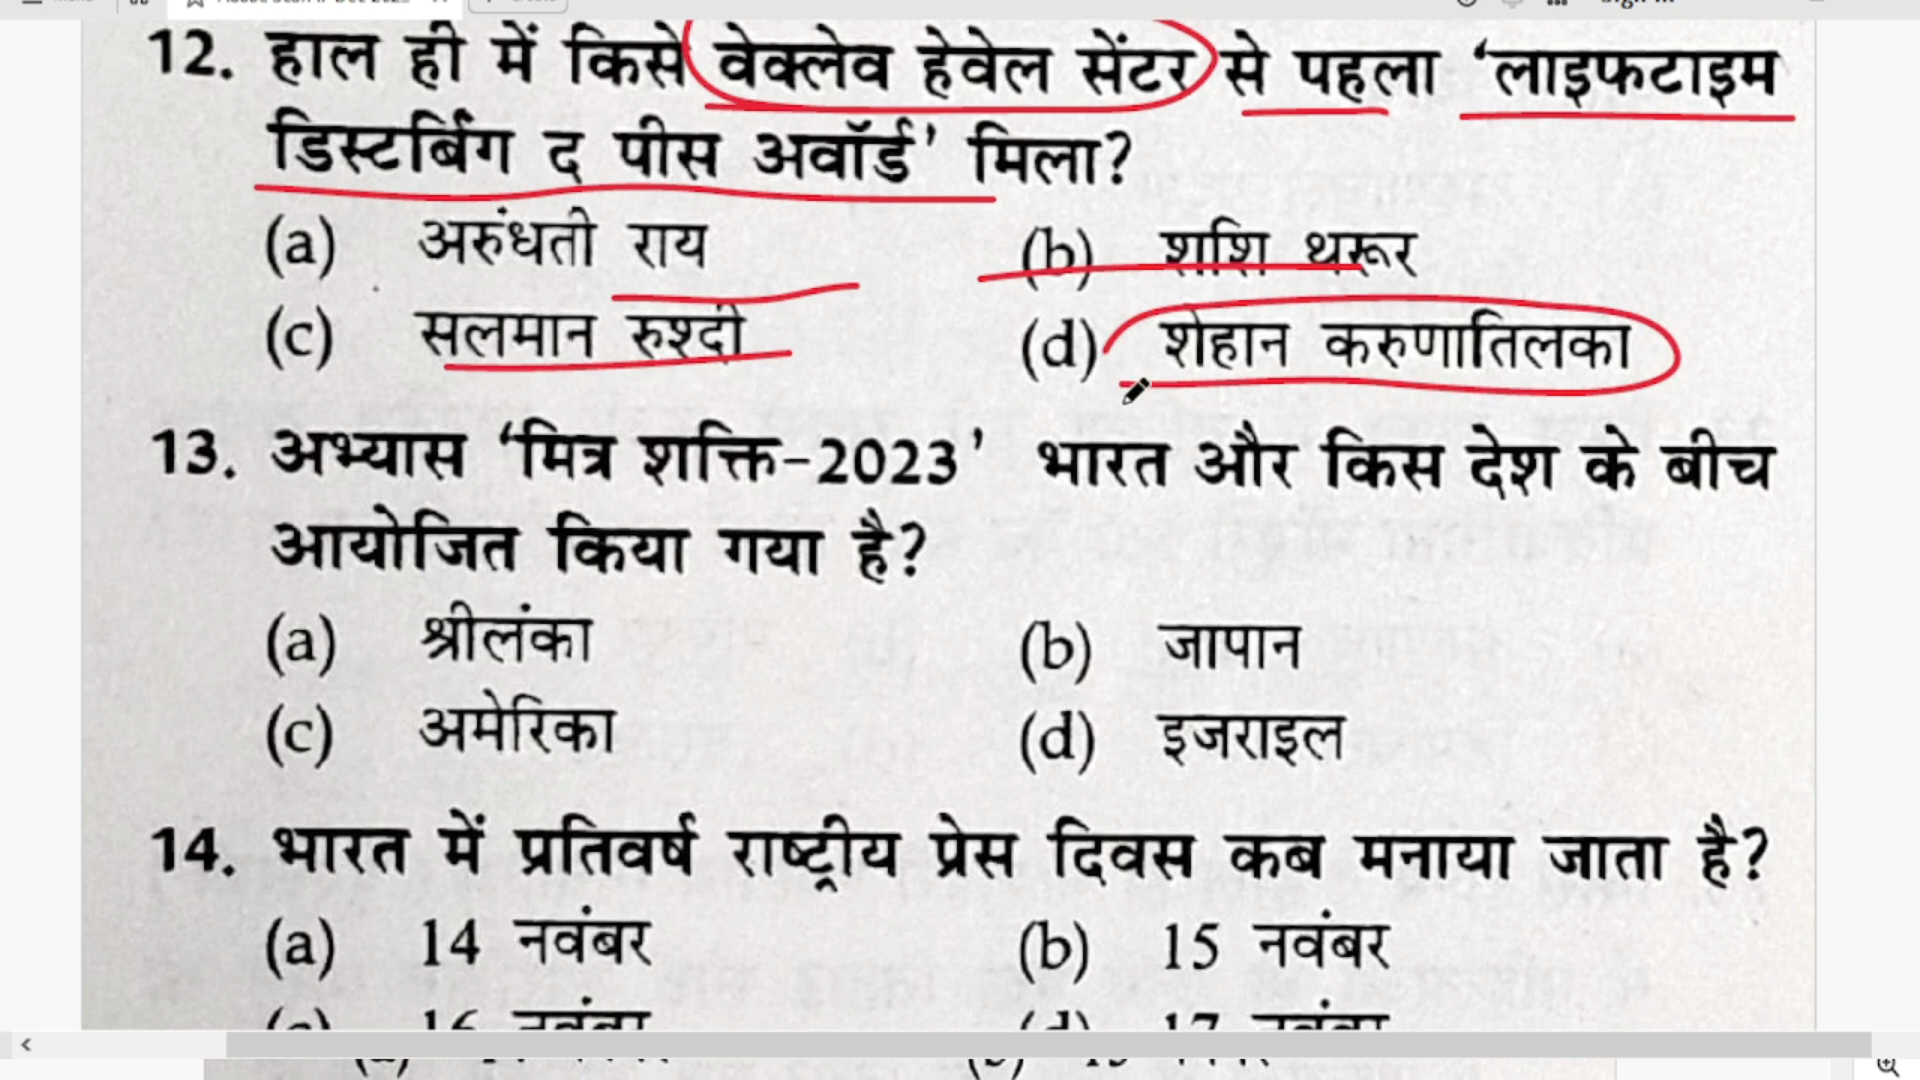 12. हाल ही में किसे वेक्लेव हेवेल सेंटर से पहला 'लाइफटाइम
डिस्टर्बिंग द पीस अवॉर्ड' मिला?
(a) अरुंधती राय (b) शशि थरूर
(c) सलमान रुश्दी (d) शेहान करुणातिलका
13. अभ्यास 'मित्र शक्ति-2023' भारत और किस देश के बीच
आयोजित किया गया है?
(a) श्रीलंका (b) जापान
(c) अमेरिका (d) इजराइल
14. भारत में प्रतिवर्ष राष्ट्रीय प्रेस दिवस कब मनाया जाता है?
(a) 14 नवंबर (b) 15 नवंबर